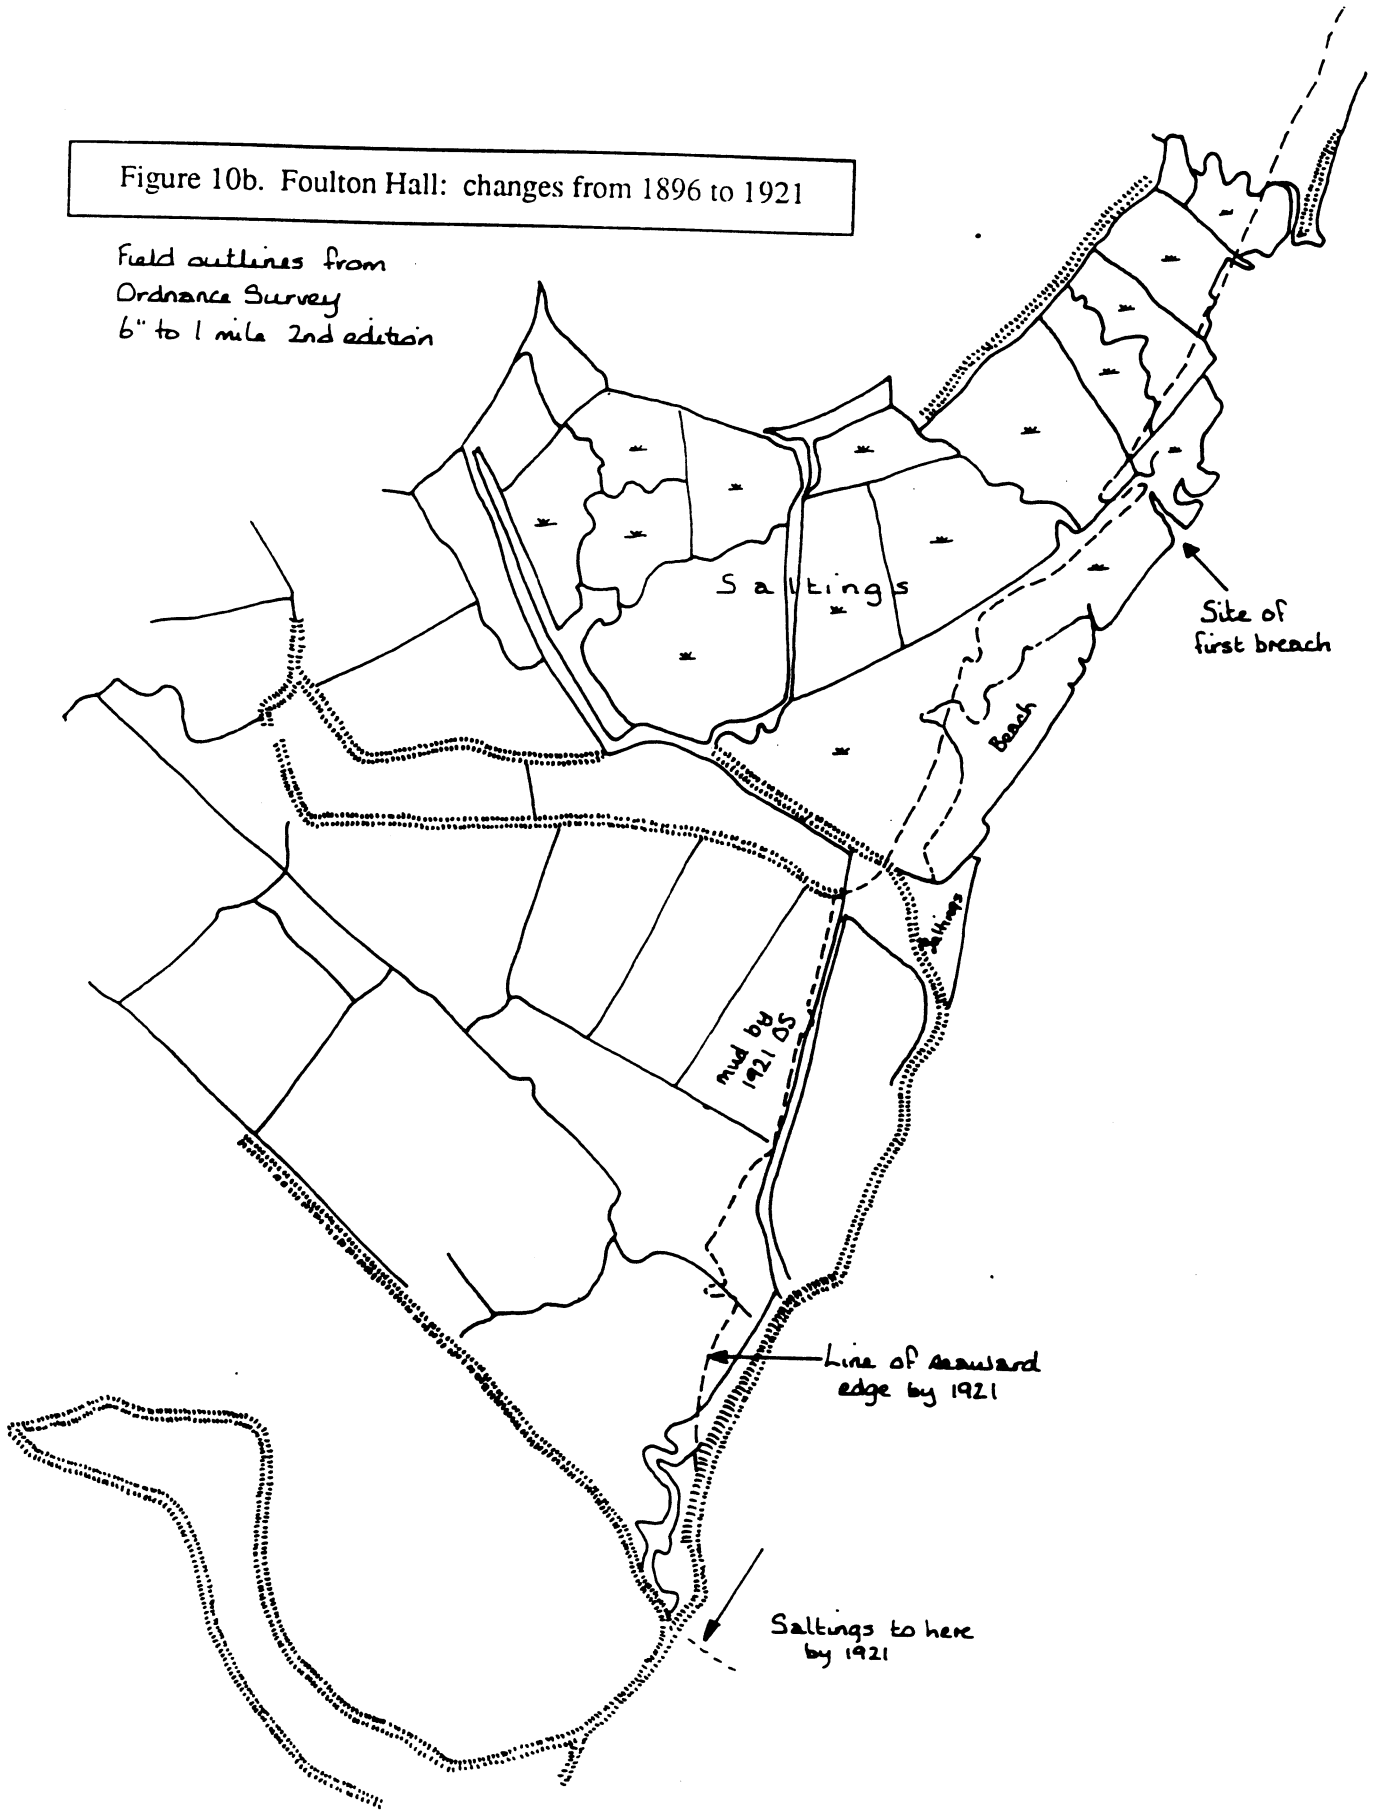 Figure 10b. Foulton Hall: changes from 1896 to 1921
Field outlines from
Ordnance Survey
6" to 1 mile 2nd edition
Saltings
Site of
first breach
Beach
Saltings
mud by
1921 OS
Line of seaward
edge by 1921
Saltings to here
by 1921